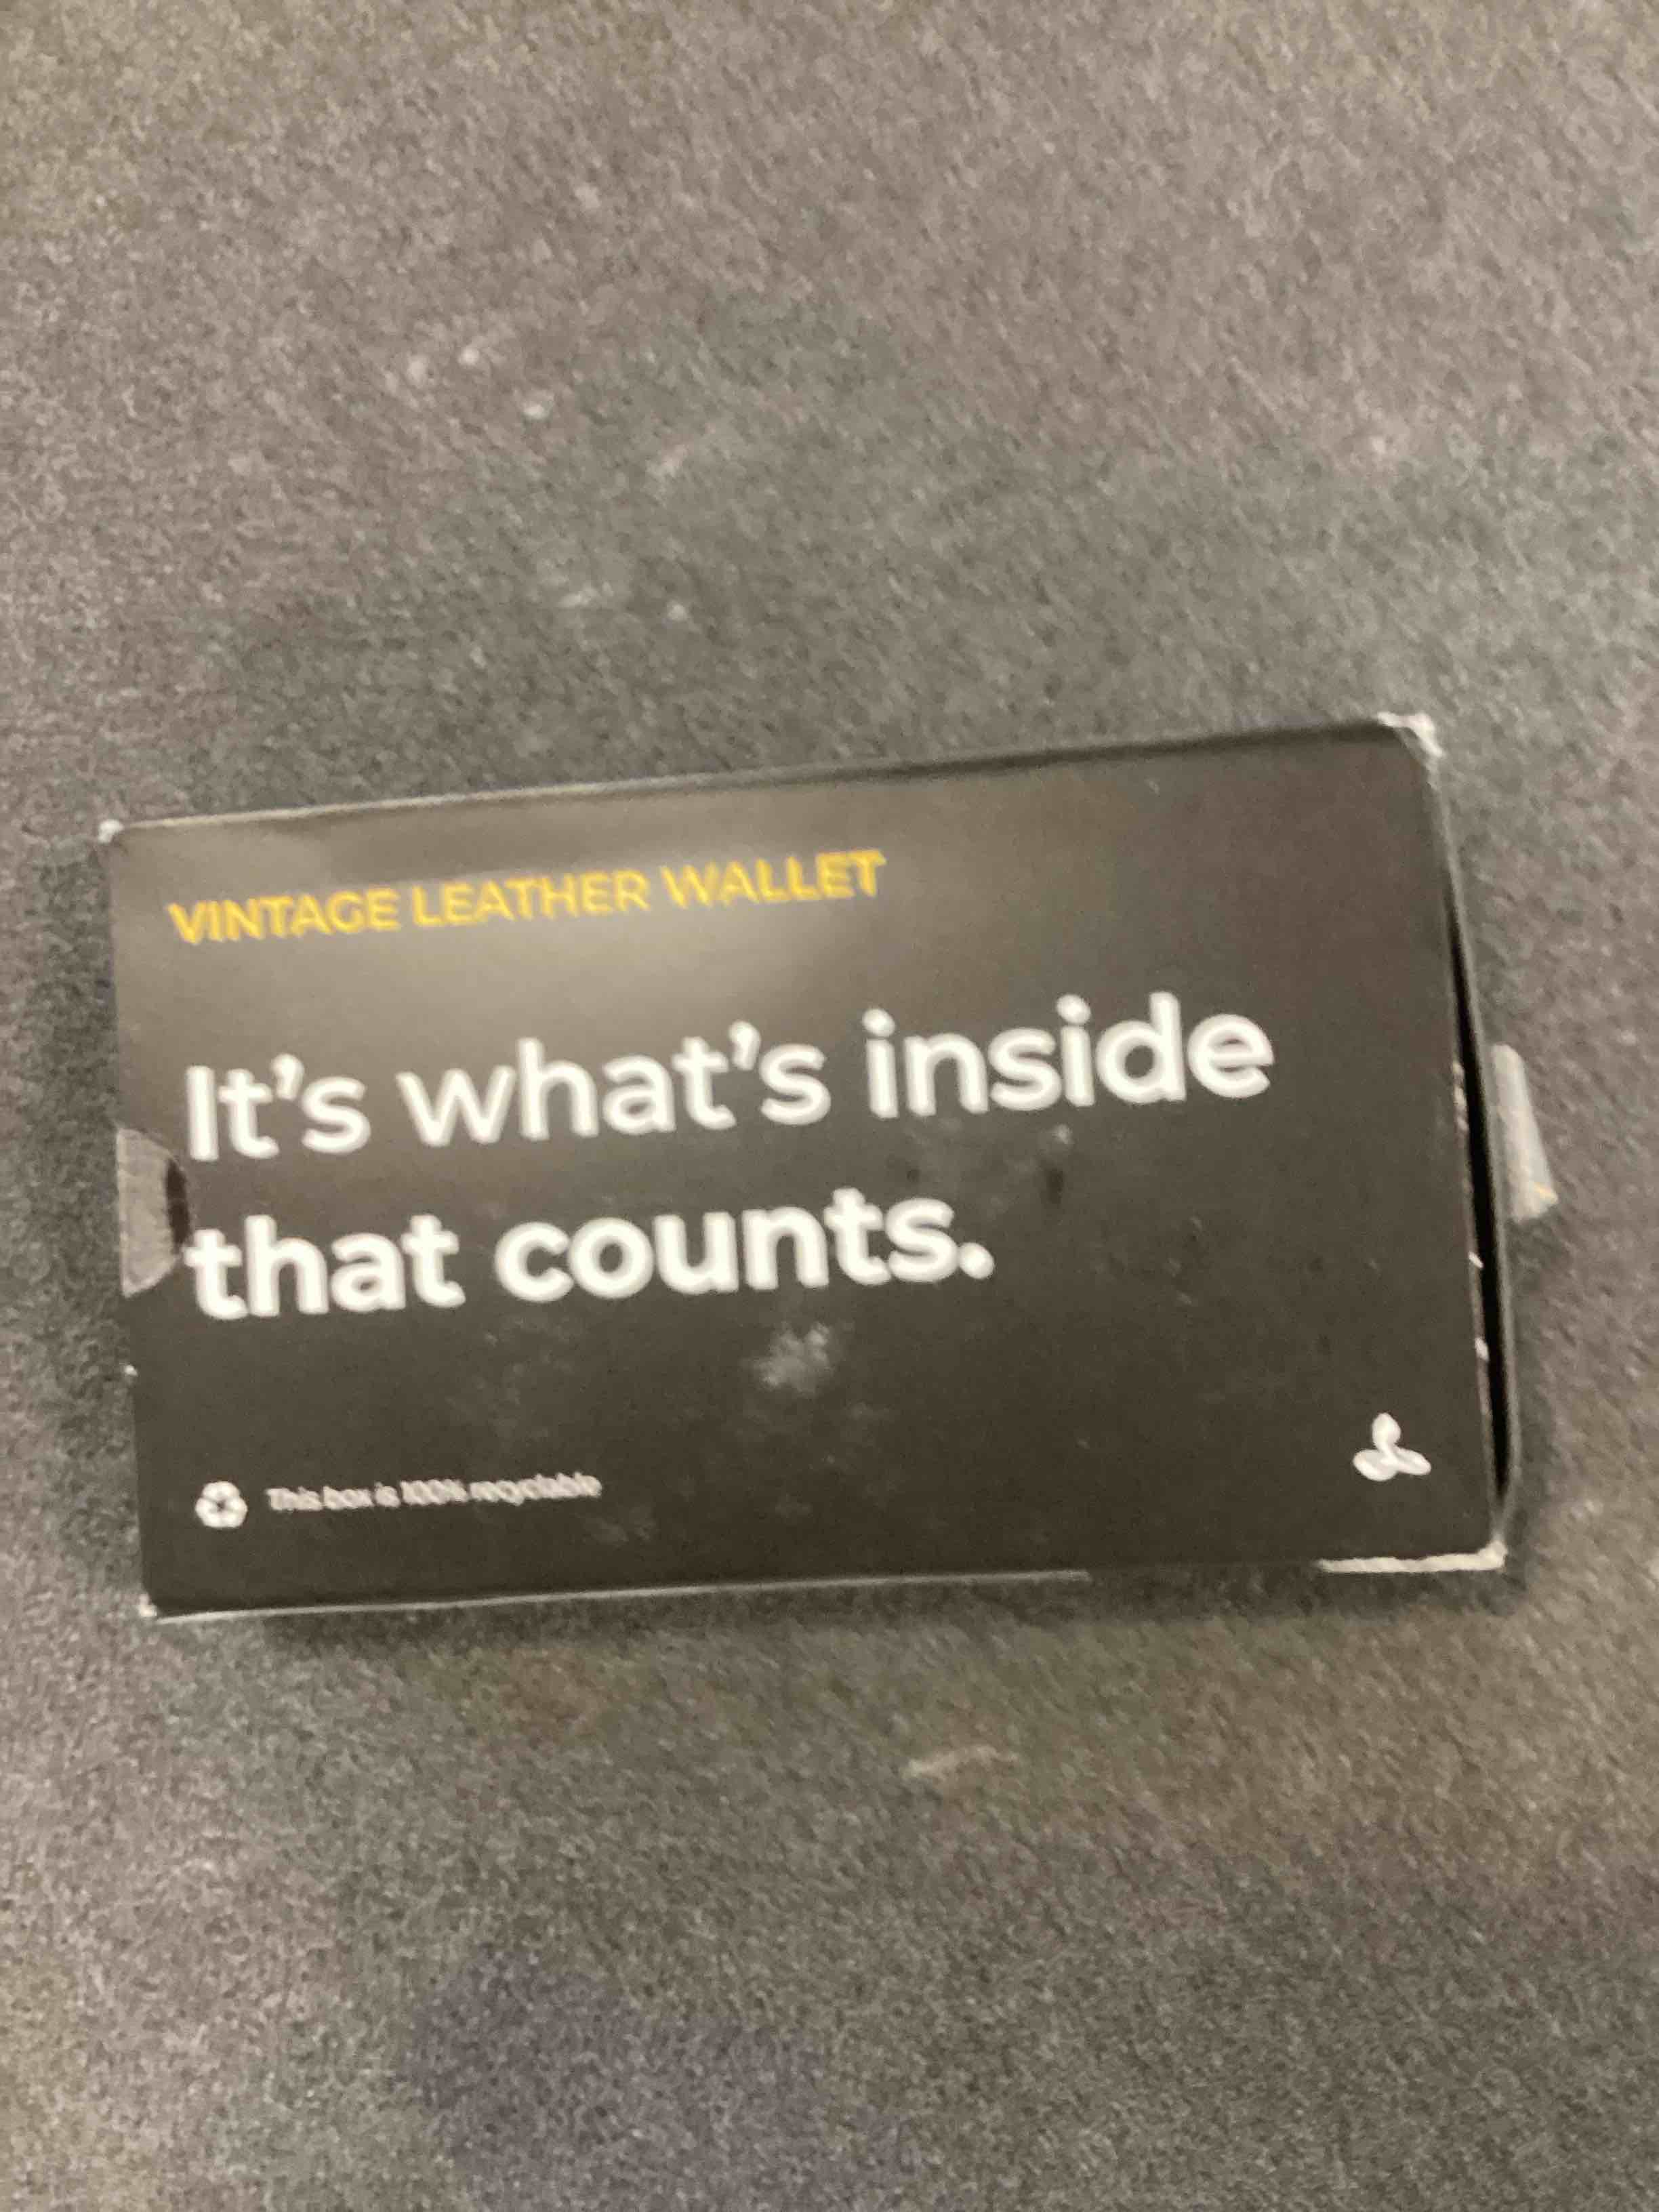 VINTAGE LEATHER WALLET
It's what's inside
that counts.
This box is 100% recyclable